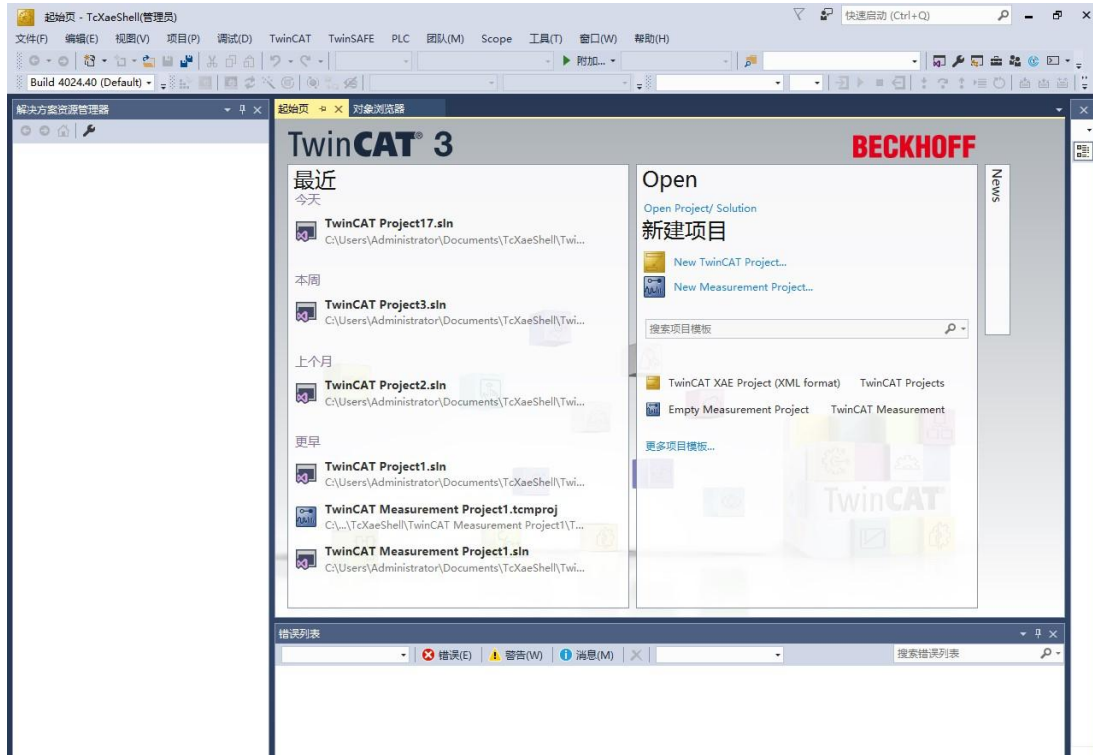 起始页 - TcXaeShell(管理员)
快速启动 (Ctrl+Q)
文件(F) 编辑(E) 视图(V) 项目(P) 调试(D) TwinCAT TwinSAFE PLC 团队(M) Scope 工具(T) 窗口(W) 帮助(H)
附加...
Build 4024.40 (Default)
解决方案资源管理器
起始页 对象浏览器
TwinCAT® 3
BECKHOFF
最近
今天
TwinCAT Project17.sln
C:\Users\Administrator\Documents\TcXaeShell\Twi...
本周
TwinCAT Project3.sln
C:\Users\Administrator\Documents\TcXaeShell\Twi...
上个月
TwinCAT Project2.sln
C:\Users\Administrator\Documents\TcXaeShell\Twi...
更早
TwinCAT Project1.sln
C:\Users\Administrator\Documents\TcXaeShell\Twi...
TwinCAT Measurement Project1.tcmproj
C:\...\TcXaeShell\TwinCAT Measurement Project1\T...
TwinCAT Measurement Project1.sln
C:\Users\Administrator\Documents\TcXaeShell\Twi...
Open
Open Project/ Solution
新建项目
New TwinCAT Project...
New Measurement Project...
搜索项目模板
TwinCAT XAE Project (XML format) TwinCAT Projects
Empty Measurement Project TwinCAT Measurement
更多项目模板...
TwinCAT
News
错误列表
错误(E) 警告(W) 消息(M)
搜索错误列表